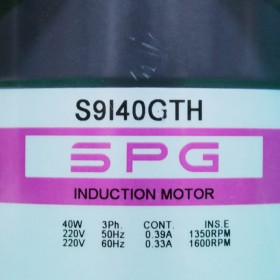 S9I40GTH
SPG
INDUCTION MOTOR
40W 3Ph. CONT. INS.E
220V 50Hz 0.39A 1350RPM
220V 60Hz 0.33A 1600RPM